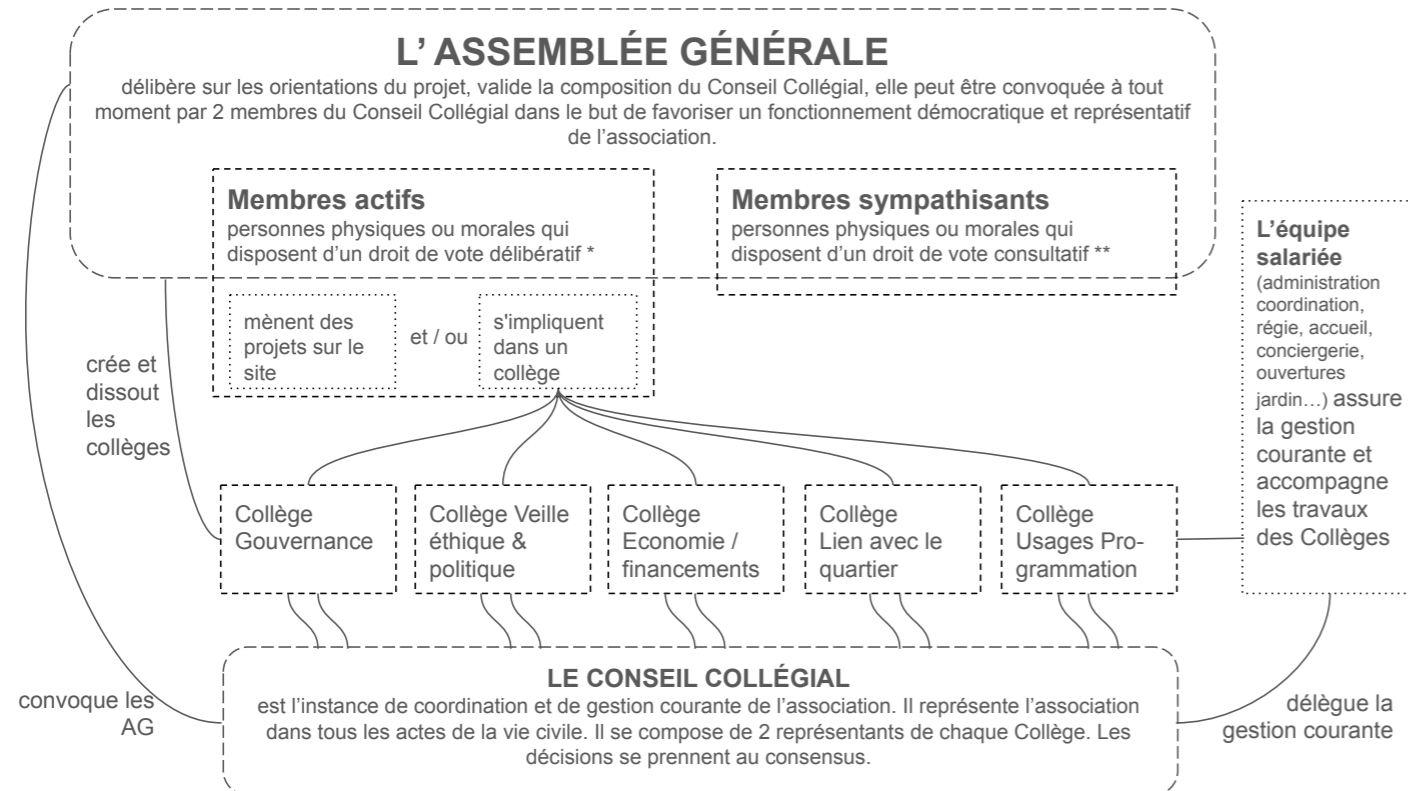 L' ASSEMBLÉE GÉNÉRALE
délibère sur les orientations du projet, valide la composition du Conseil Collégial, elle peut être convoquée à tout
moment par 2 membres du Conseil Collégial dans le but de favoriser un fonctionnement démocratique et représentatif
de l'association.
Membres actifs
personnes physiques ou morales qui
disposent d'un droit de vote délibératif *
Membres sympathisants
personnes physiques ou morales qui
disposent d'un droit de vote consultatif **
mènent des
projets sur le
site
et / ou
s'impliquent
dans un
collège
L'équipe
salariée
(administration
coordination,
régie, accueil,
conciergerie,
ouvertures
jardin…) assure
la gestion
courante et
accompagne
les travaux
des Collèges
crée et
dissout
les
collèges
Collège
Gouvernance
Collège Veille
éthique &
politique
Collège
Economie /
financements
Collège
Lien avec le
quartier
Collège
Usages Pro-
grammation
LE CONSEIL COLLÉGIAL
est l'instance de coordination et de gestion courante de l'association. Il représente l'association
dans tous les actes de la vie civile. Il se compose de 2 représentants de chaque Collège. Les
décisions se prennent au consensus.
convoque les
AG
délègue la
gestion courante